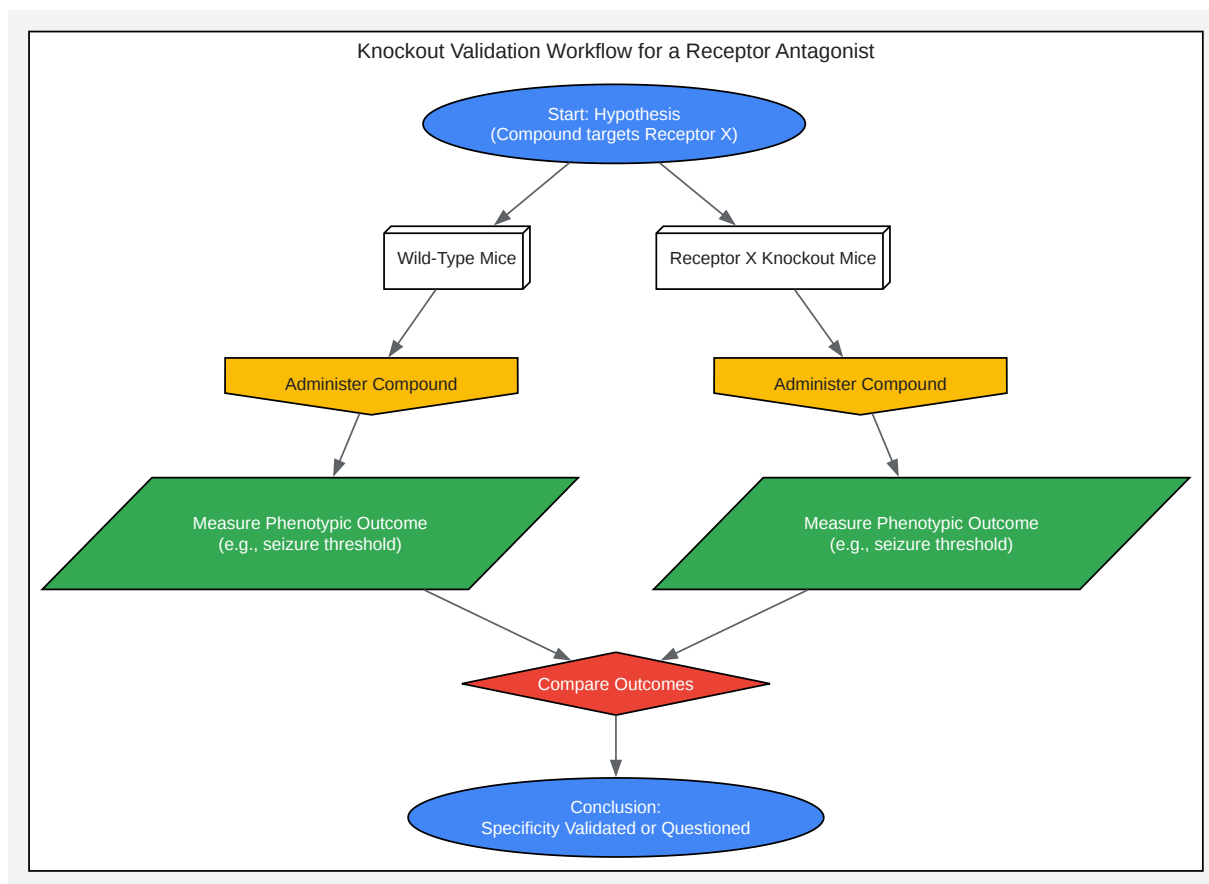 Knockout Validation Workflow for a Receptor Antagonist
Start: Hypothesis
(Compound targets Receptor X)
Wild-Type Mice
Receptor X Knockout Mice
Administer Compound
Administer Compound
Measure Phenotypic Outcome
(e.g., seizure threshold)
Measure Phenotypic Outcome
(e.g., seizure threshold)
Compare Outcomes
Conclusion:
Specificity Validated or Questioned